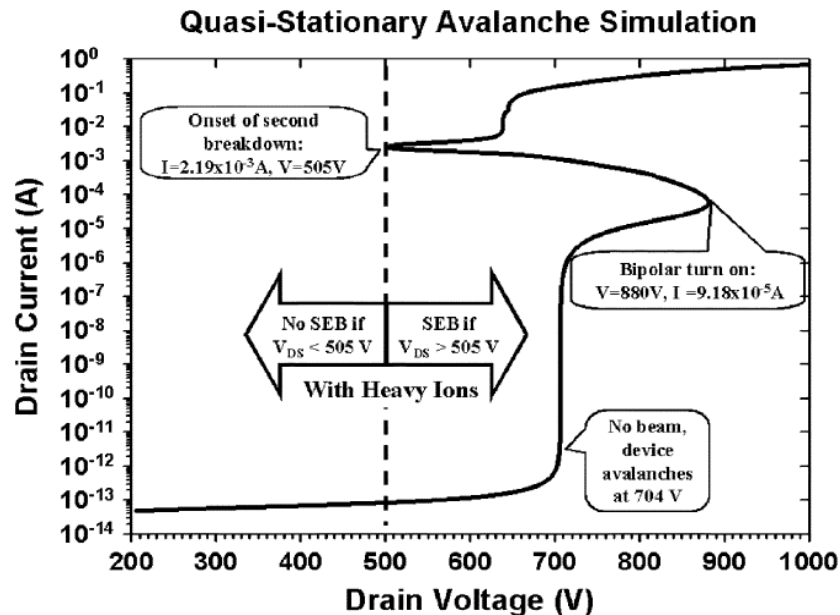 Quasi-Stationary Avalanche Simulation
Drain Current (A)
10⁰
10⁻¹
10⁻²
10⁻³
10⁻⁴
10⁻⁵
10⁻⁶
10⁻⁷
10⁻⁸
10⁻⁹
10⁻¹⁰
10⁻¹¹
10⁻¹²
10⁻¹³
10⁻¹⁴
Onset of second
breakdown:
I=2.19x10⁻³A, V=505V
Bipolar turn on:
V=880V, I =9.18x10⁻⁵A
No SEB if
V_DS < 505 V
SEB if
V_DS > 505 V
With Heavy Ions
No beam,
device
avalanches
at 704 V
200 300 400 500 600 700 800 900 1000
Drain Voltage (V)